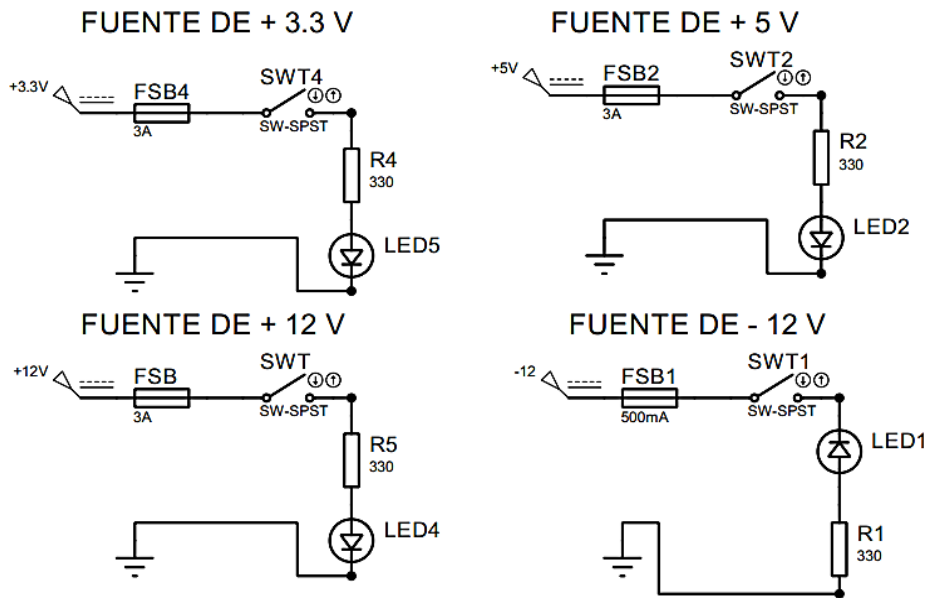 FUENTE DE + 3.3 V
+3.3V
FSB4
3A
SWT4
SW-SPST
R4
330
LED5
FUENTE DE + 5 V
+5V
FSB2
3A
SWT2
SW-SPST
R2
330
LED2
FUENTE DE + 12 V
+12V
FSB
3A
SWT
SW-SPST
R5
330
LED4
FUENTE DE - 12 V
-12
FSB1
500mA
SWT1
SW-SPST
LED1
R1
330